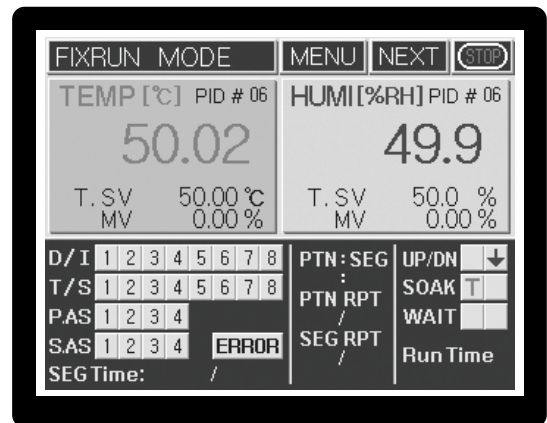 FIXRUN MODE MENU NEXT STOP
TEMP [℃] PID # 06
50.02
T. SV 50.00 ℃
MV 0.00 %
HUMI [%RH] PID # 06
49.9
T. SV 50.0 %
MV 0.00 %
D/I 1 2 3 4 5 6 7 8
T/S 1 2 3 4 5 6 7 8
P.AS 1 2 3 4
S.AS 1 2 3 4 ERROR
SEG Time: /
PTN : SEG
:
PTN RPT
/
SEG RPT
/
UP/DN ↓
SOAK T
WAIT
Run Time